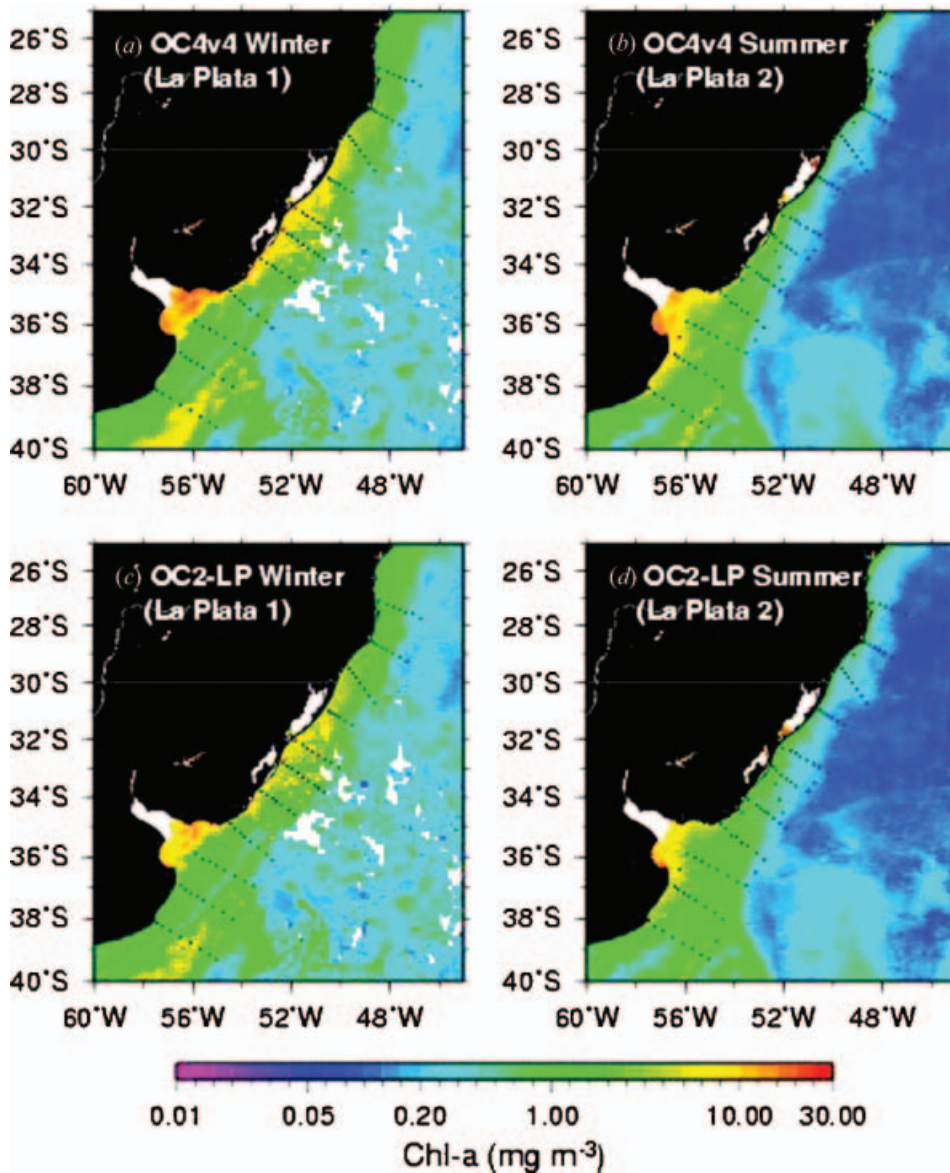 (a) OC4v4 Winter
(La Plata 1)
26°S
28°S
30°S
32°S
34°S
36°S
38°S
40°S
60°W 56°W 52°W 48°W
(b) OC4v4 Summer
(La Plata 2)
26°S
28°S
30°S
32°S
34°S
36°S
38°S
40°S
60°W 56°W 52°W 48°W
(c) OC2-LP Winter
(La Plata 1)
26°S
28°S
30°S
32°S
34°S
36°S
38°S
40°S
60°W 56°W 52°W 48°W
(d) OC2-LP Summer
(La Plata 2)
26°S
28°S
30°S
32°S
34°S
36°S
38°S
40°S
60°W 56°W 52°W 48°W
0.01 0.05 0.20 1.00 10.00 30.00
Chl-a (mg m⁻³)